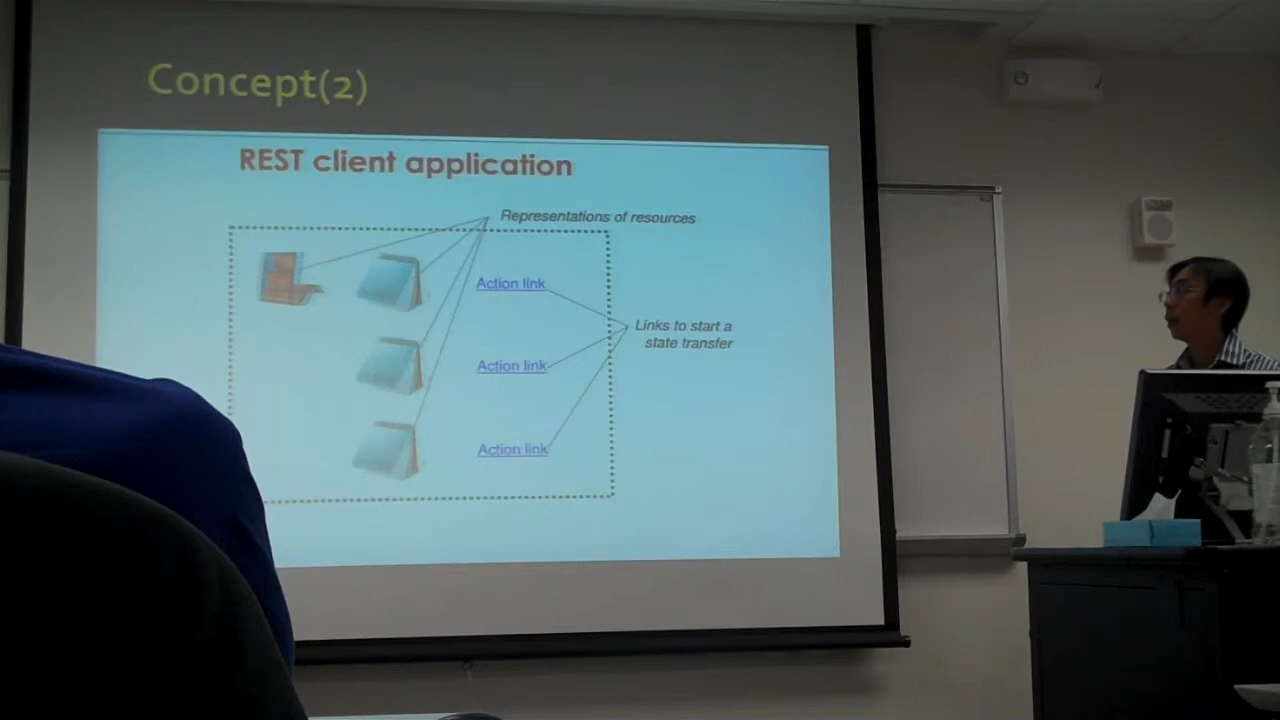 Concept(2)
REST client application
Representations of resources
Action link
Links to start a
state transfer
Action link
Action link